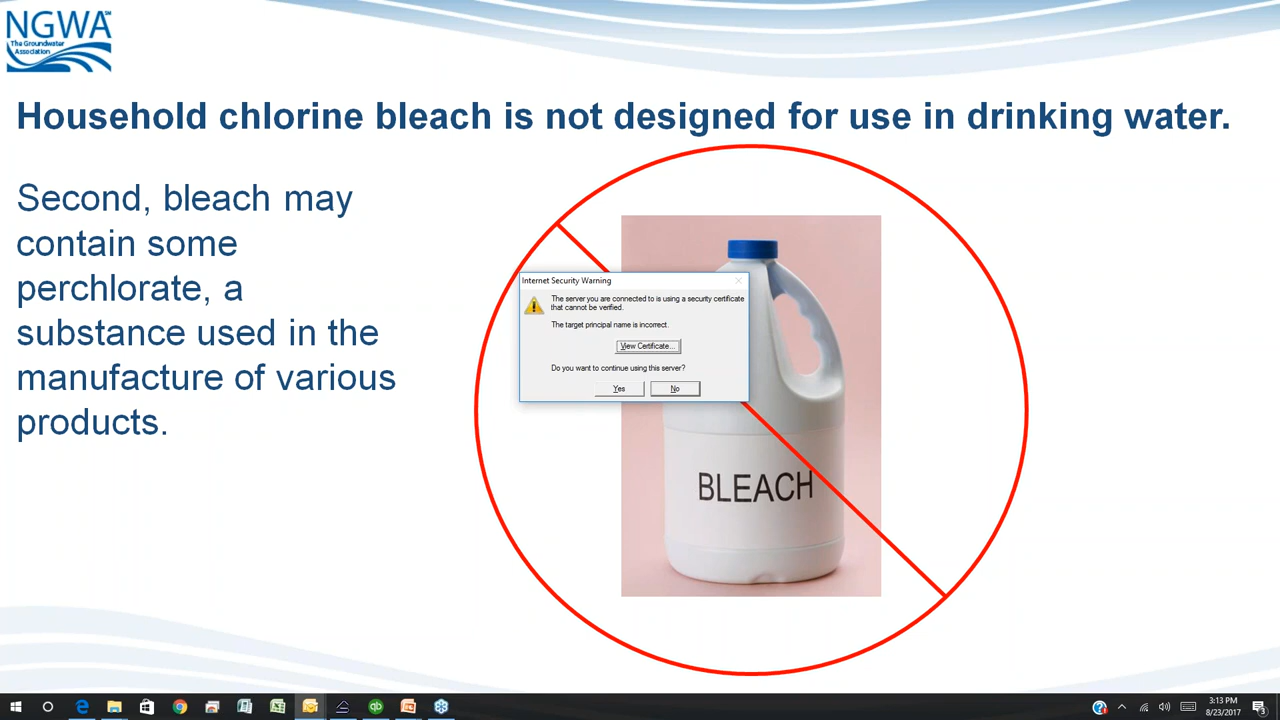 NGWA
The Groundwater
Association
Household chlorine bleach is not designed for use in drinking water.
Second, bleach may
contain some
perchlorate, a
substance used in the
manufacture of various
products.
Internet Security Warning
The server you are connected to is using a security certificate
that cannot be verified.
The target principal name is incorrect.
View Certificate...
Do you want to continue using this server?
Yes
No
BLEACH
3:13 PM
8/23/2017